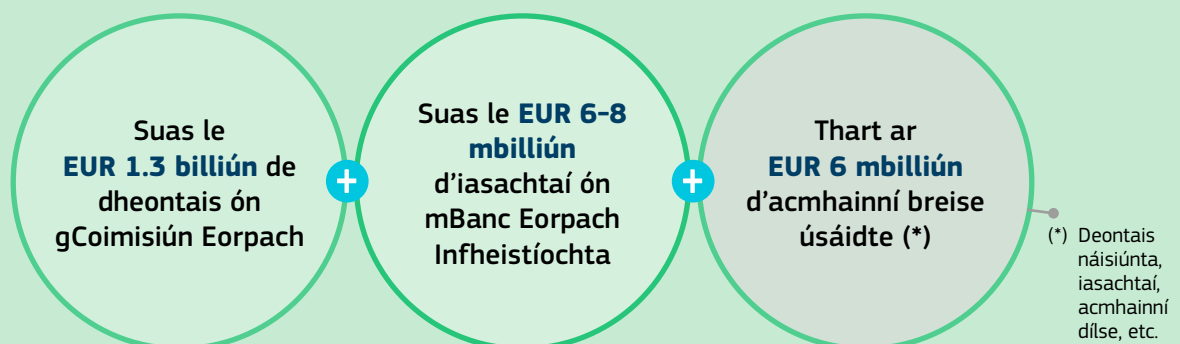 Suas le
EUR 1.3 billiún de
dheontais ón
gCoimisiún Eorpach
+
Suas le EUR 6-8
mbilliún
d'iasachtaí ón
mBanc Eorpach
Infheistíochta
+
Thart ar
EUR 6 mbilliún
d'acmhainní breise
úsáidte (*)
(*) Deontais
náisiúnta,
iasachtaí,
acmhainní
dílse, etc.